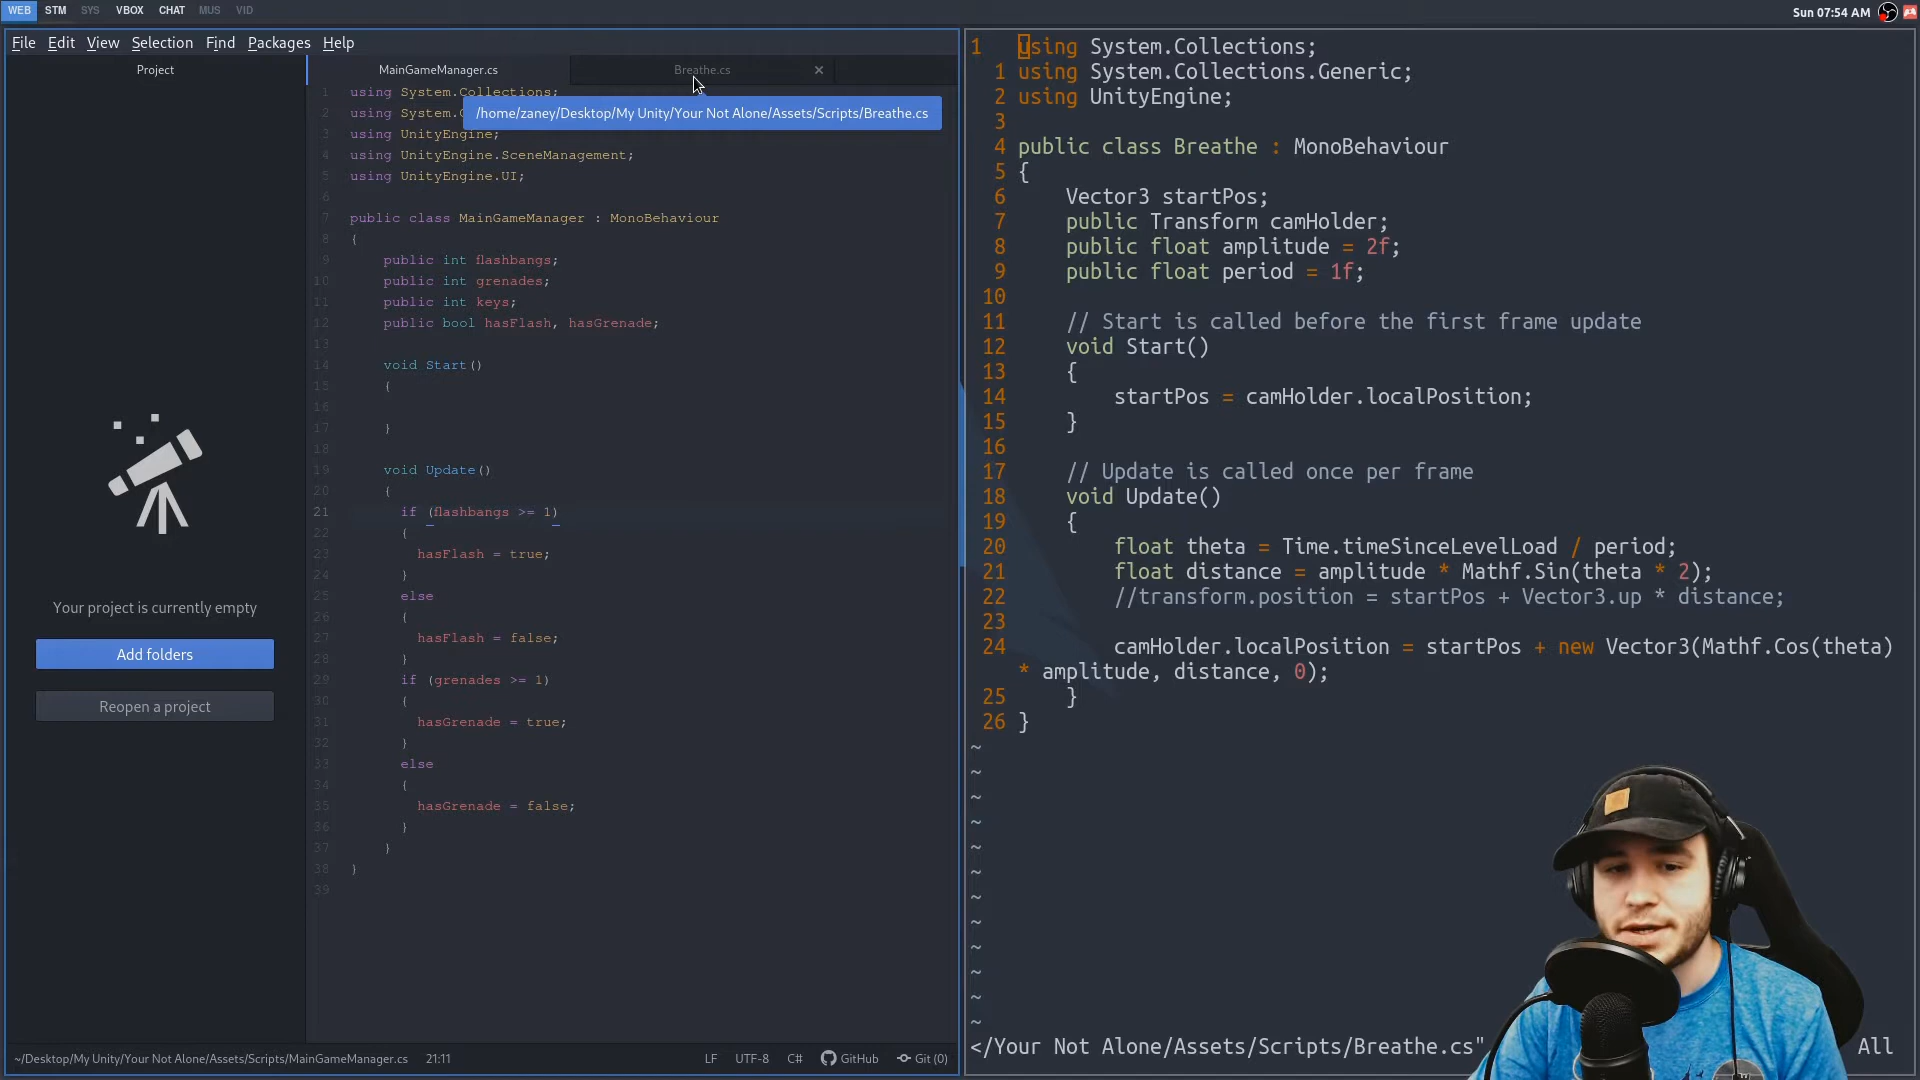 WEB STM SYS VBOX CHAT MUS VID
Sun 07:54 AM
File Edit View Selection Find Packages Help
Project
Your project is currently empty
Add folders
Reopen a project
MainGameManager.cs
Breathe.cs
/home/zaney/Desktop/My Unity/Your Not Alone/Assets/Scripts/Breathe.cs
1 using System.Collections;
2 using System.C
3 using UnityEngine;
4 using UnityEngine.SceneManagement;
5 using UnityEngine.UI;
6
7 public class MainGameManager : MonoBehaviour
8 {
9 public int flashbangs;
10 public int grenades;
11 public int keys;
12 public bool hasFlash, hasGrenade;
13
14 void Start()
15 {
16
17 }
18
19 void Update()
20 {
21 if (flashbangs >= 1)
22 {
23 hasFlash = true;
24 }
25 else
26 {
27 hasFlash = false;
28 }
29 if (grenades >= 1)
30 {
31 hasGrenade = true;
32 }
33 else
34 {
35 hasGrenade = false;
36 }
37 }
38 }
39
~/Desktop/My Unity/Your Not Alone/Assets/Scripts/MainGameManager.cs 21:11 LF UTF-8 C# GitHub Git (0)
1 using System.Collections;
1 using System.Collections.Generic;
2 using UnityEngine;
3
4 public class Breathe : MonoBehaviour
5 {
6 Vector3 startPos;
7 public Transform camHolder;
8 public float amplitude = 2f;
9 public float period = 1f;
10
11 // Start is called before the first frame update
12 void Start()
13 {
14 startPos = camHolder.localPosition;
15 }
16
17 // Update is called once per frame
18 void Update()
19 {
20 float theta = Time.timeSinceLevelLoad / period;
21 float distance = amplitude * Mathf.Sin(theta * 2);
22 //transform.position = startPos + Vector3.up * distance;
23
24 camHolder.localPosition = startPos + new Vector3(Mathf.Cos(theta)
* amplitude, distance, 0);
25 }
26 }
~
~
~
~
~
~
~
~
~
~
~
~
</Your Not Alone/Assets/Scripts/Breathe.cs" All